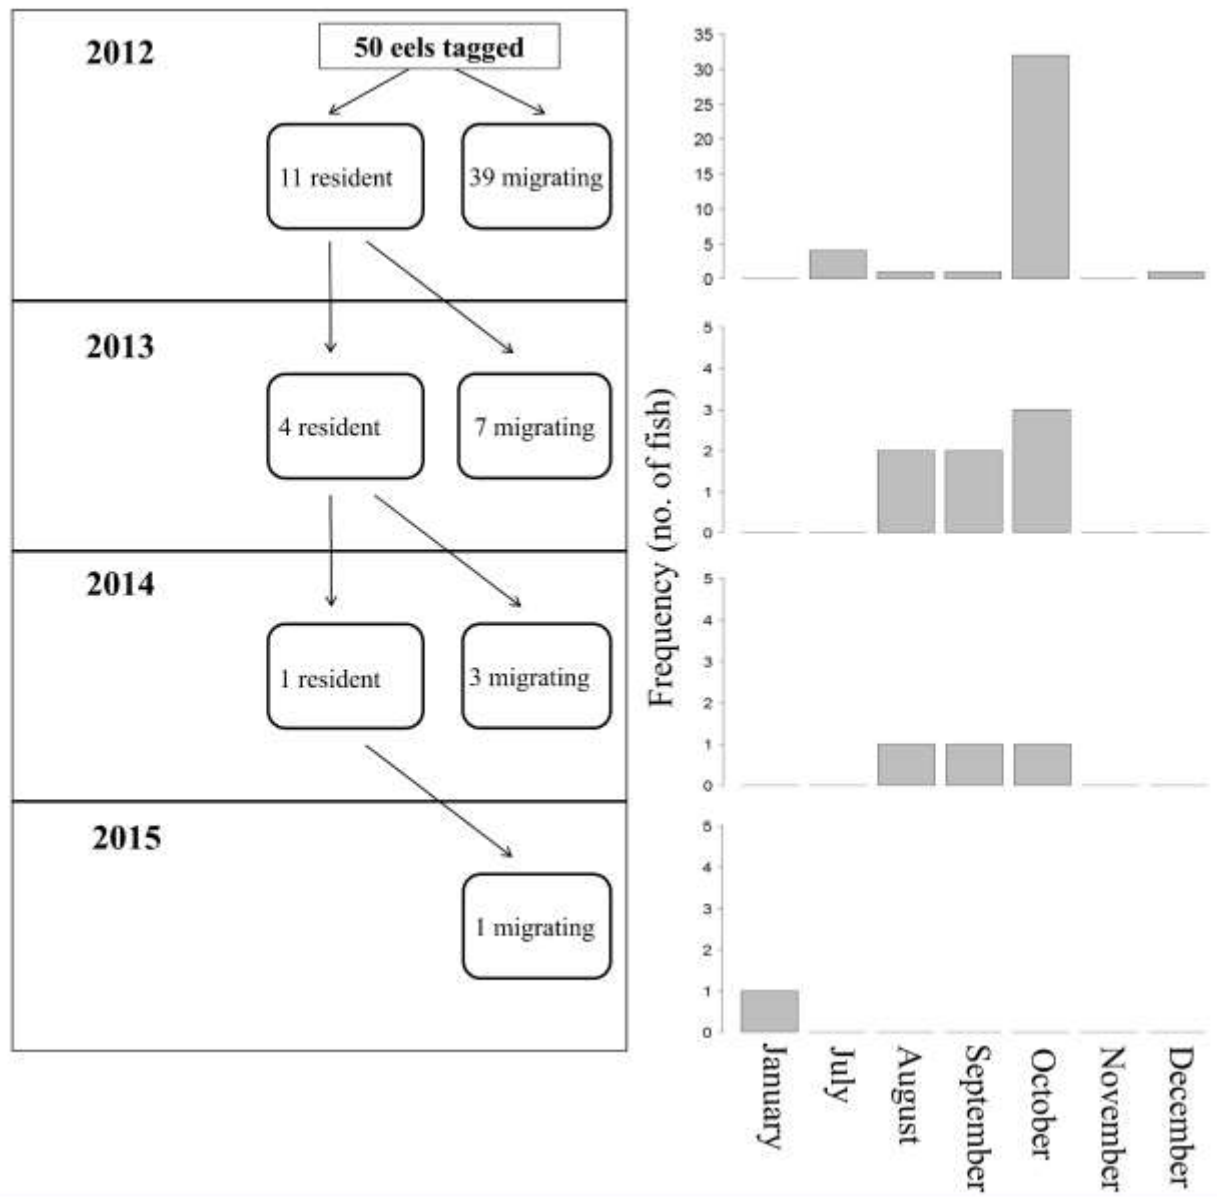 2012
50 eels tagged
11 resident
39 migrating
2013
4 resident
7 migrating
2014
1 resident
3 migrating
2015
1 migrating
Frequency (no. of fish)
35
30
25
20
15
10
5
0
5
4
3
2
1
0
5
4
3
2
1
0
5
4
3
2
1
0
January
July
August
September
October
November
December